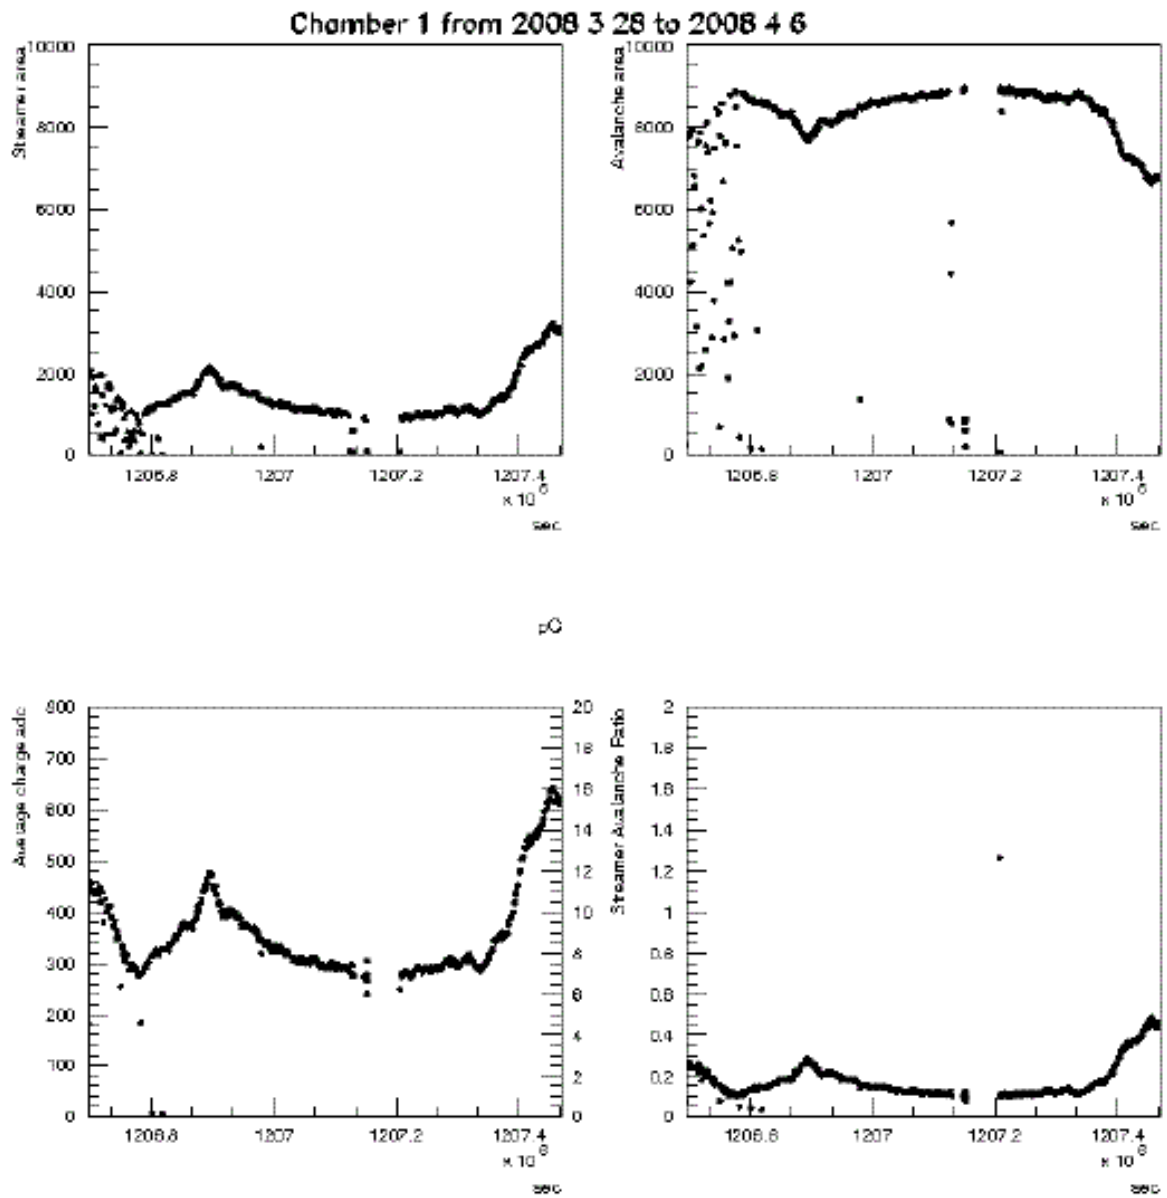 Chamber 1 from 2008 3 28 to 2008 4 6
Streamer area
10000
8000
6000
4000
2000
0
1206.8 1207 1207.2 1207.4
x 10^6
sec
Avalanche area
10000
8000
6000
4000
2000
0
1206.8 1207 1207.2 1207.4
x 10^6
sec
pC
Average charge adc
800
700
600
500
400
300
200
100
0
20
18
16
14
12
10
8
6
4
2
0
1206.8 1207 1207.2 1207.4
x 10^6
sec
Streamer Avalanche Ratio
2
1.8
1.6
1.4
1.2
1
0.8
0.6
0.4
0.2
0
1206.8 1207 1207.2 1207.4
x 10^6
sec